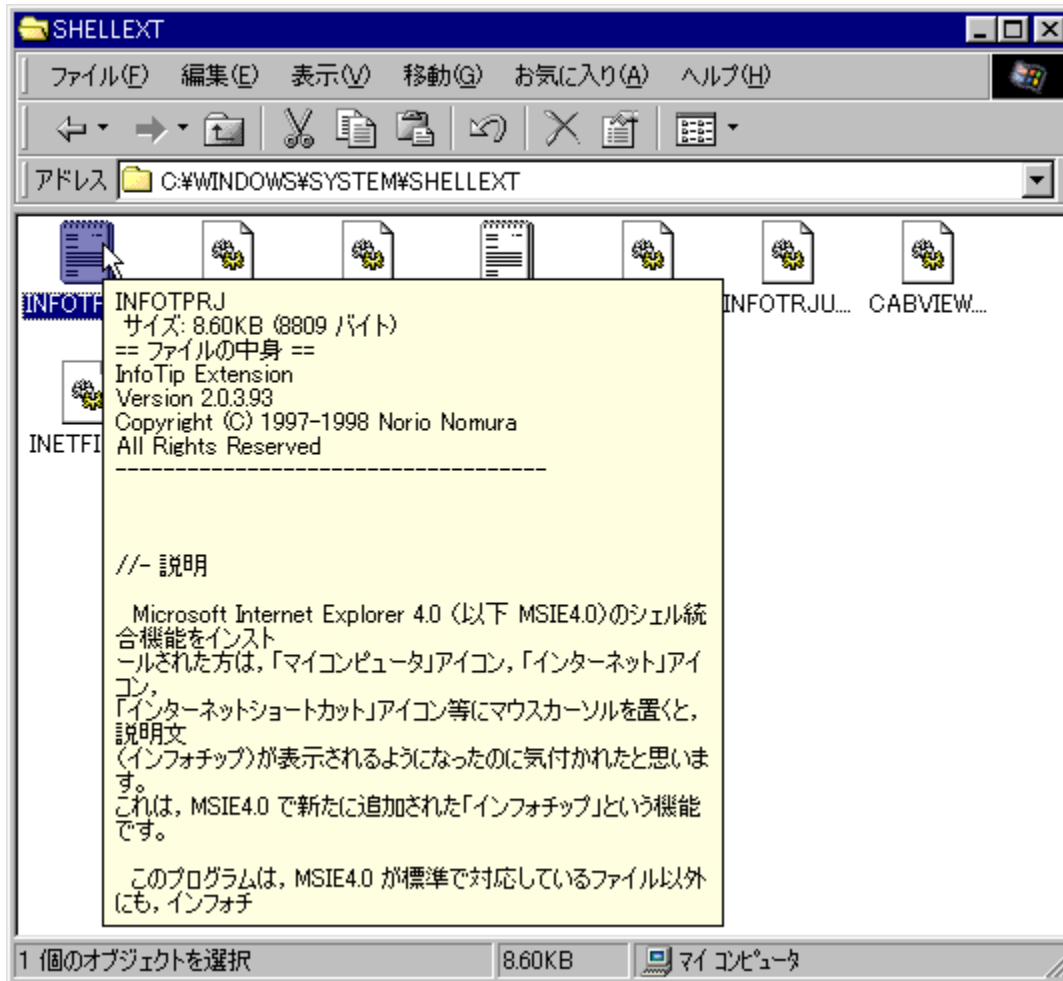 SHELLEXT
ファイル(F) 編集(E) 表示(V) 移動(G) お気に入り(A) ヘルプ(H)
アドレス C:¥WINDOWS¥SYSTEM¥SHELLEXT
INFOTRJU... CABVIEW...
INFOTPRJ
サイズ: 8.60KB (8809 バイト)
== ファイルの中身 ==
InfoTip Extension
Version 2.0.3.93
Copyright (C) 1997-1998 Norio Nomura
All Rights Reserved
------------------------------------
//- 説明
Microsoft Internet Explorer 4.0 (以下 MSIE4.0)のシェル統
合機能をインスト
ールされた方は,「マイコンピュータ」アイコン,「インターネット」アイ
コン,
「インターネットショートカット」アイコン等にマウスカーソルを置くと,
説明文
(インフォチップ)が表示されるようになったのに気付かれたと思いま
す。
これは, MSIE4.0 で新たに追加された「インフォチップ」という機能
です。
このプログラムは, MSIE4.0 が標準で対応しているファイル以外
にも, インフォチ
1 個のオブジェクトを選択 8.60KB マイ コンピュータ